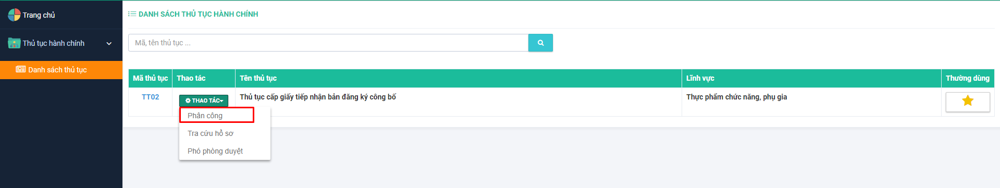 Trang chủ
Thủ tục hành chính
Danh sách thủ tục
DANH SÁCH THỦ TỤC HÀNH CHÍNH
Mã, tên thủ tục ...
Mã thủ tục Thao tác Tên thủ tục Lĩnh vực Thường dùng
TT02 THAO TÁC Thủ tục cấp giấy tiếp nhận bản đăng ký công bố Thực phẩm chức năng, phụ gia
Phân công
Tra cứu hồ sơ
Phó phòng duyệt